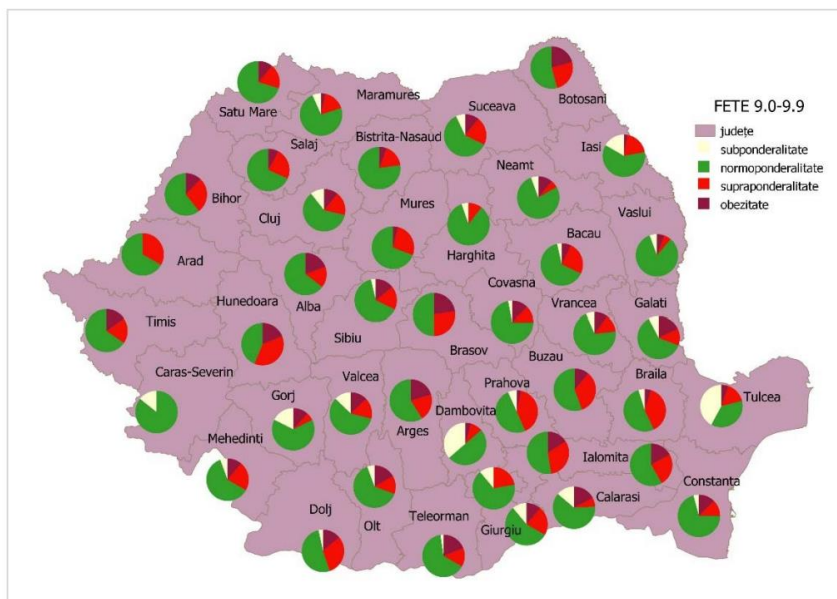 FETE 9.0-9.9
județe
subponderalitate
normoponderalitate
supraponderalitate
obezitate
Botosani
Maramures
Suceava
Satu Mare
Bistrita-Nasaud
Iasi
Salaj
Neamt
Bihor
Cluj
Mures
Vaslui
Bacau
Arad
Harghita
Covasna
Hunedoara
Alba
Vrancea
Galati
Timis
Sibiu
Brasov
Buzau
Caras-Severin
Valcea
Prahova
Braila
Tulcea
Gorj
Dambovita
Arges
Mehedinti
Ialomita
Constanta
Calarasi
Dolj
Olt
Teleorman
Giurgiu